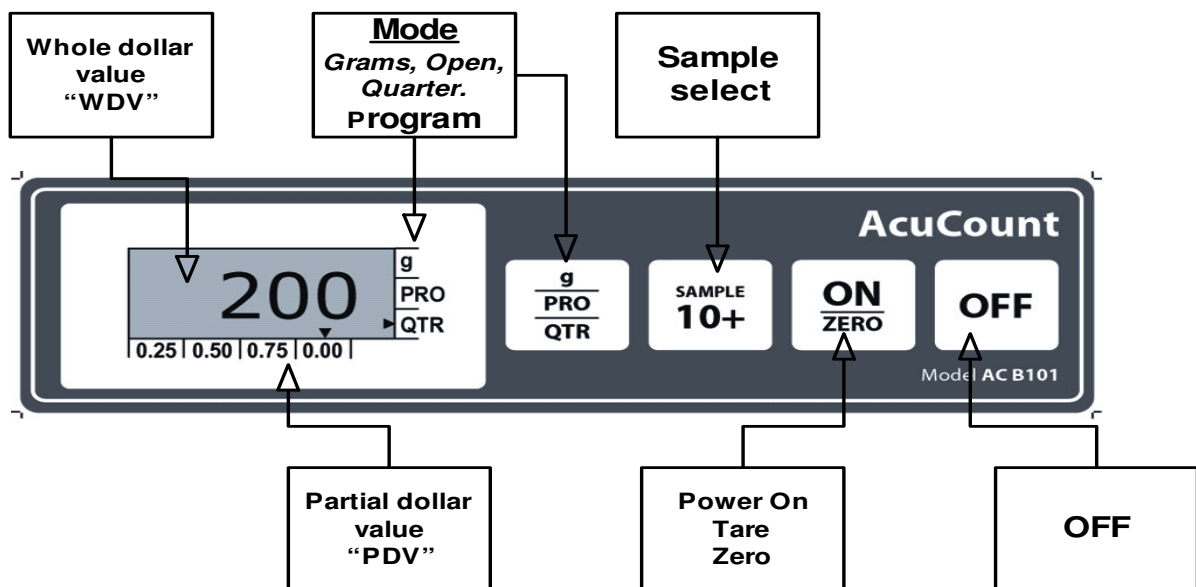 Whole dollar
value
“WDV”
Mode
Grams, Open,
Quarter.
Program
Sample
select
AcuCount
200
g
PRO
QTR
0.25 | 0.50 | 0.75 | 0.00 |
g
PRO
QTR
SAMPLE
10+
ON
ZERO
OFF
Model AC B101
Partial dollar
value
“PDV”
Power On
Tare
Zero
OFF